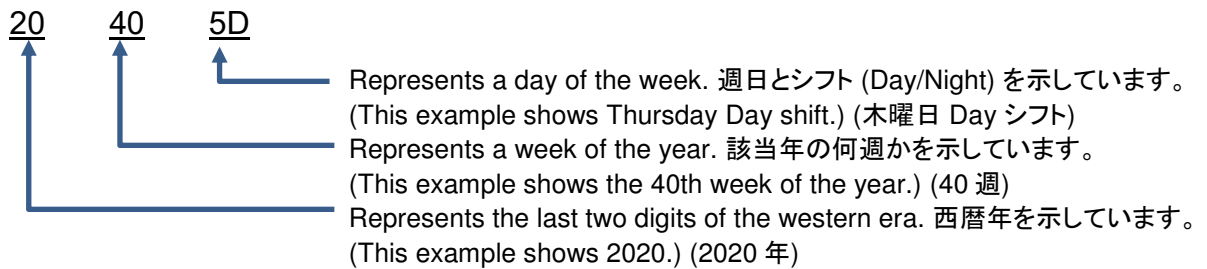 20 40 5D
Represents a day of the week. 週日とシフト (Day/Night) を示しています。
(This example shows Thursday Day shift.) (木曜日 Day シフト)
Represents a week of the year. 該当年の何週かを示しています。
(This example shows the 40th week of the year.) (40 週)
Represents the last two digits of the western era. 西暦年を示しています。
(This example shows 2020.) (2020 年)